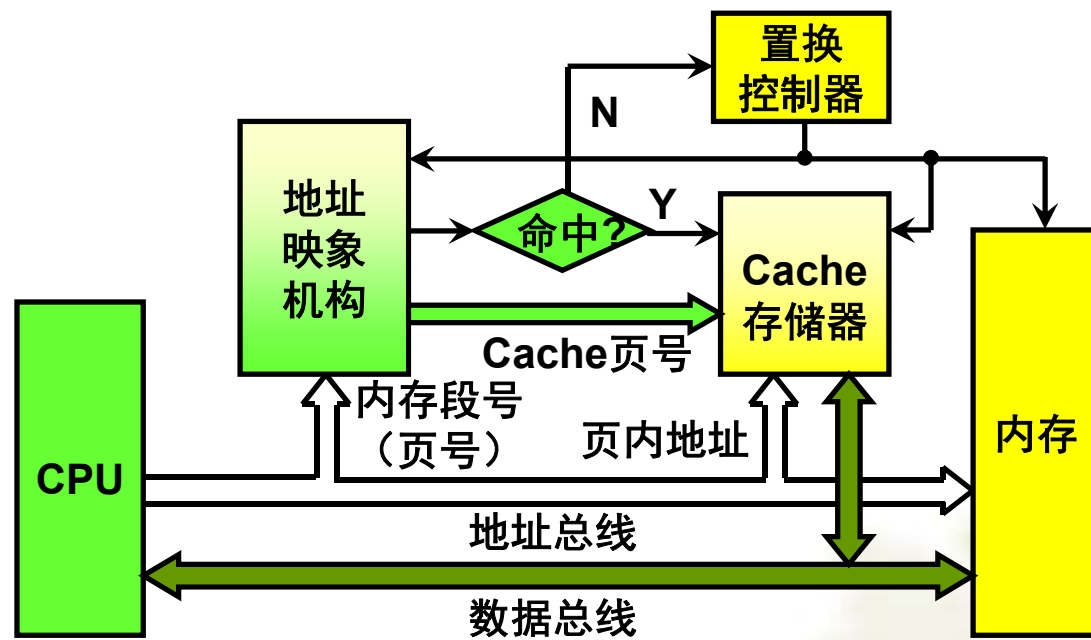 置换
控制器
N
地址
映象
机构
命中?
Y
Cache
存储器
Cache页号
内存段号
（页号）
页内地址
内存
CPU
地址总线
数据总线